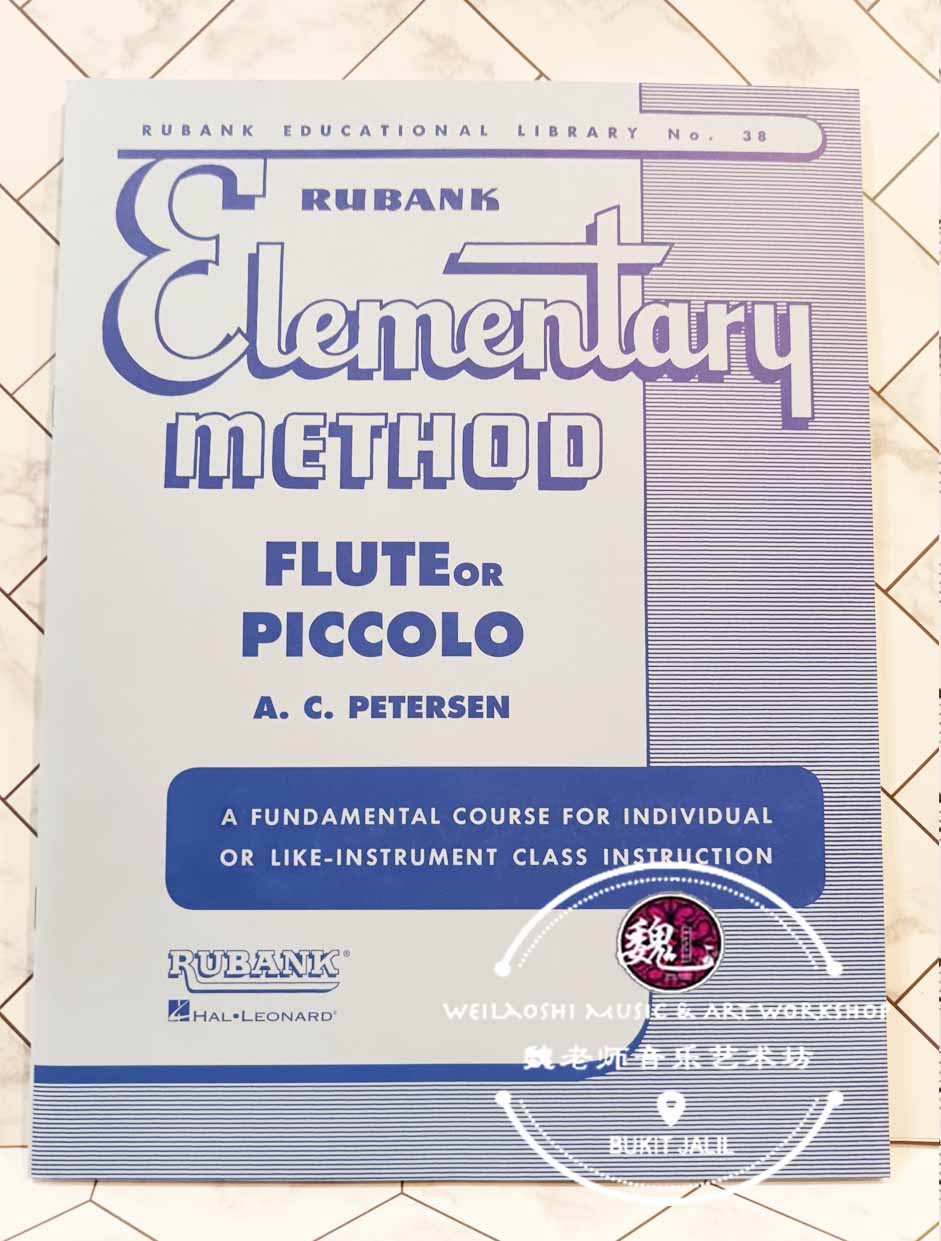 RUBANK EDUCATIONAL LIBRARY No. 38
RUBANK
Elementary
METHOD
FLUTE OR
PICCOLO
A. C. PETERSEN
A FUNDAMENTAL COURSE FOR INDIVIDUAL
OR LIKE-INSTRUMENT CLASS INSTRUCTION
RUBANK®
HAL•LEONARD®
魏
WEILAOSHI MUSIC & ART WORKSHOP
魏老师音乐艺术坊
BUKIT JALIL